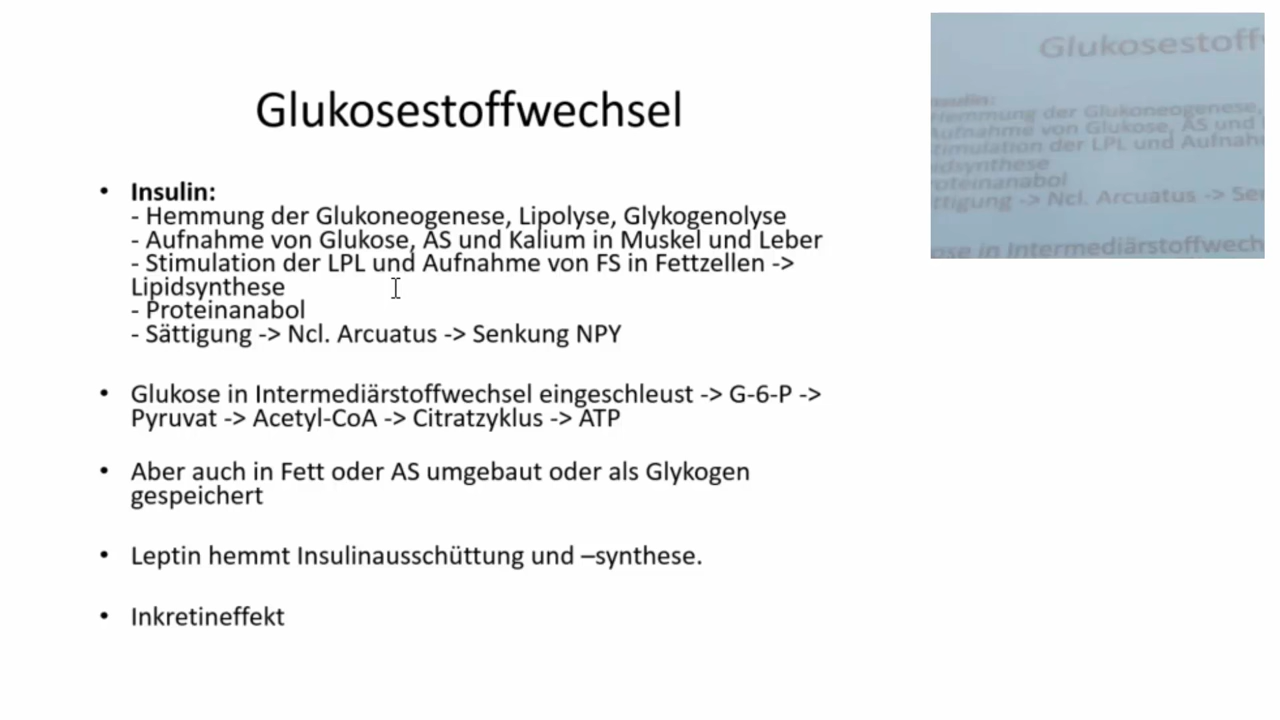 Glukosestoffwechsel
• Insulin:
- Hemmung der Glukoneogenese, Lipolyse, Glykogenolyse
- Aufnahme von Glukose, AS und Kalium in Muskel und Leber
- Stimulation der LPL und Aufnahme von FS in Fettzellen ->
Lipidsynthese
- Proteinanabol
- Sättigung -> Ncl. Arcuatus -> Senkung NPY
• Glukose in Intermediärstoffwechsel eingeschleust -> G-6-P ->
Pyruvat -> Acetyl-CoA -> Citratzyklus -> ATP
• Aber auch in Fett oder AS umgebaut oder als Glykogen
gespeichert
• Leptin hemmt Insulinausschüttung und –synthese.
• Inkretineffekt
Glukosestoff
nsulin:
Hemmung der Glukoneogenese,
Aufnahme von Glukose, AS und
timulation der LPL und Aufnah
idsynthese
oteinanabol
ttigung -> Ncl. Arcuatus -> Se
ose in Intermediärstoffwech